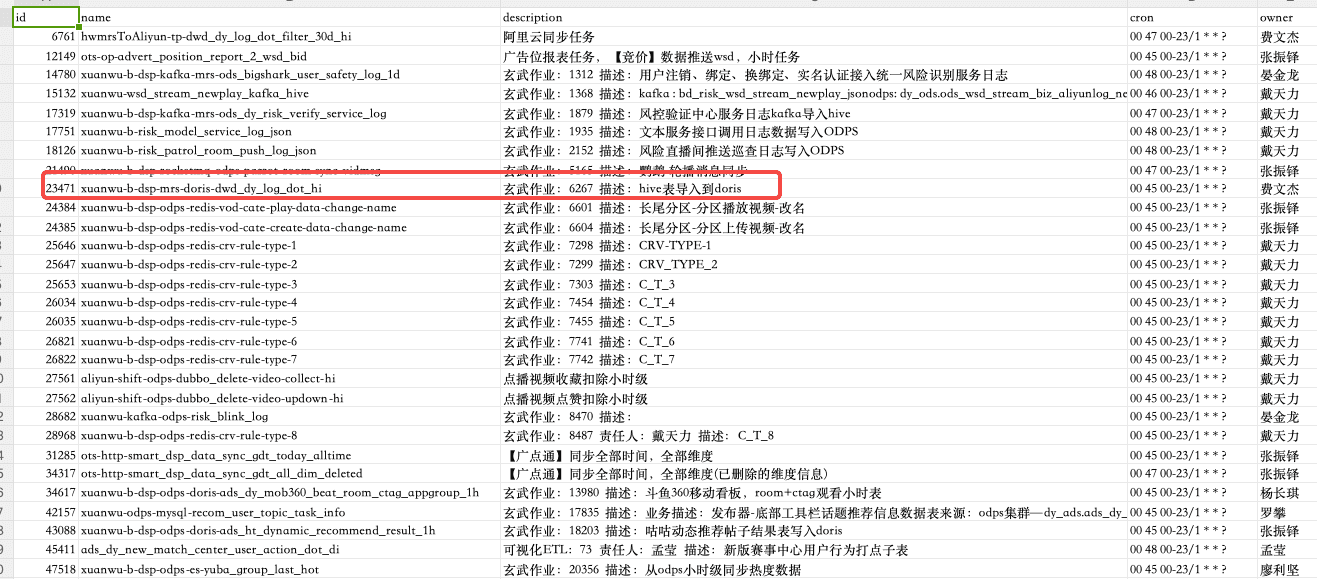 id name description cron owner
6761 hwmrsToAliyun-tp-dwd_dy_log_dot_filter_30d_hi 阿里云同步任务 00 47 00-23/1 * * ? 费文杰
12149 ots-op-advert_position_report_2_wsd_bid 广告位报表任务，【竞价】数据推送wsd，小时任务 00 45 00-23/1 * * ? 张振铎
14780 xuanwu-b-dsp-kafka-mrs-ods_bigshark_user_safety_log_1d 玄武作业：1312 描述：用户注销、绑定、换绑定、实名认证接入统一风险识别服务日志 00 48 00-23/1 * * ? 晏金龙
15132 xuanwu-wsd_stream_newplay_kafka_hive 玄武作业：1368 描述：kafka : bd_risk_wsd_stream_newplay_jsonodps: dy_ods.ods_wsd_stream_biz_aliyunlog_ne 00 46 00-23/1 * * ? 戴天力
17319 xuanwu-b-dsp-kafka-mrs-ods_dy_risk_verify_service_log 玄武作业：1879 描述：风控验证中心服务日志kafka导入hive 00 47 00-23/1 * * ? 戴天力
17751 xuanwu-b-risk_model_service_log_json 玄武作业：1935 描述：文本服务接口调用日志数据写入ODPS 00 48 00-23/1 * * ? 戴天力
18126 xuanwu-b-risk_patrol_room_push_log_json 玄武作业：2152 描述：风险直播间推送巡查日志写入ODPS 00 48 00-23/1 * * ? 戴天力
21490 xuanwu-b-dsp-rocketmq-odps-parrot-room-sync-vidmsg 玄武作业：5165 描述：鹦鹉-轮播消息同步 00 47 00-23/1 * * ? 张振铎
23471 xuanwu-b-dsp-mrs-doris-dwd_dy_log_dot_hi 玄武作业：6267 描述：hive表导入到doris 00 45 00-23/1 * * ? 费文杰
24384 xuanwu-b-dsp-odps-redis-vod-cate-play-data-change-name 玄武作业：6601 描述：长尾分区-分区播放视频-改名 00 45 00-23/1 * * ? 张振铎
24385 xuanwu-b-dsp-odps-redis-vod-cate-create-data-change-name 玄武作业：6604 描述：长尾分区-分区上传视频-改名 00 45 00-23/1 * * ? 张振铎
25646 xuanwu-b-dsp-odps-redis-crv-rule-type-1 玄武作业：7298 描述：CRV-TYPE-1 00 45 00-23/1 * * ? 戴天力
25647 xuanwu-b-dsp-odps-redis-crv-rule-type-2 玄武作业：7299 描述：CRV_TYPE_2 00 45 00-23/1 * * ? 戴天力
25653 xuanwu-b-dsp-odps-redis-crv-rule-type-3 玄武作业：7303 描述：C_T_3 00 45 00-23/1 * * ? 戴天力
26034 xuanwu-b-dsp-odps-redis-crv-rule-type-4 玄武作业：7454 描述：C_T_4 00 45 00-23/1 * * ? 戴天力
26035 xuanwu-b-dsp-odps-redis-crv-rule-type-5 玄武作业：7455 描述：C_T_5 00 45 00-23/1 * * ? 戴天力
26821 xuanwu-b-dsp-odps-redis-crv-rule-type-6 玄武作业：7741 描述：C_T_6 00 45 00-23/1 * * ? 戴天力
26822 xuanwu-b-dsp-odps-redis-crv-rule-type-7 玄武作业：7742 描述：C_T_7 00 45 00-23/1 * * ? 戴天力
27561 aliyun-shift-odps-dubbo_delete-video-collect-hi 点播视频收藏扣除小时级 00 45 00-23/1 * * ? 戴天力
27562 aliyun-shift-odps-dubbo_delete-video-updown-hi 点播视频点赞扣除小时级 00 45 00-23/1 * * ? 戴天力
28682 xuanwu-kafka-odps-risk_blink_log 玄武作业：8470 描述： 00 45 00-23/1 * * ? 晏金龙
28968 xuanwu-b-dsp-odps-redis-crv-rule-type-8 玄武作业：8487 责任人：戴天力 描述：C_T_8 00 45 00-23/1 * * ? 戴天力
31285 ots-http-smart_dsp_data_sync_gdt_today_alltime 【广点通】同步全部时间，全部维度 00 45 00-23/1 * * ? 张振铎
34317 ots-http-smart_dsp_data_sync_gdt_all_dim_deleted 【广点通】同步全部时间，全部维度(已删除的维度信息) 00 47 00-23/1 * * ? 张振铎
34617 xuanwu-b-dsp-odps-doris-ads_dy_mob360_beat_room_ctag_appgroup_1h 玄武作业：13980 描述：斗鱼360移动看板，room+ctag观看小时表 00 45 00-23/1 * * ? 杨长琪
42157 xuanwu-odps-mysql-recom_user_topic_task_info 玄武作业：17835 描述：业务描述：发布器-底部工具栏话题推荐信息数据表来源：odps集群—dy_ads.ads_dy_ 00 45 00-23/1 * * ? 罗攀
43088 xuanwu-b-dsp-odps-doris-ads_ht_dynamic_recommend_result_1h 玄武作业：18203 描述：咕咕动态推荐帖子结果表写入doris 00 45 00-23/1 * * ? 张振铎
45411 ads_dy_new_match_center_user_action_dot_di 可视化ETL：73 责任人：孟莹 描述：新版赛事中心用户行为打点子表 00 48 00-23/1 * * ? 孟莹
47518 xuanwu-b-dsp-odps-es-yuba_group_last_hot 玄武作业：20356 描述：从odps小时级同步热度数据 00 45 00-23/1 * * ? 廖利坚